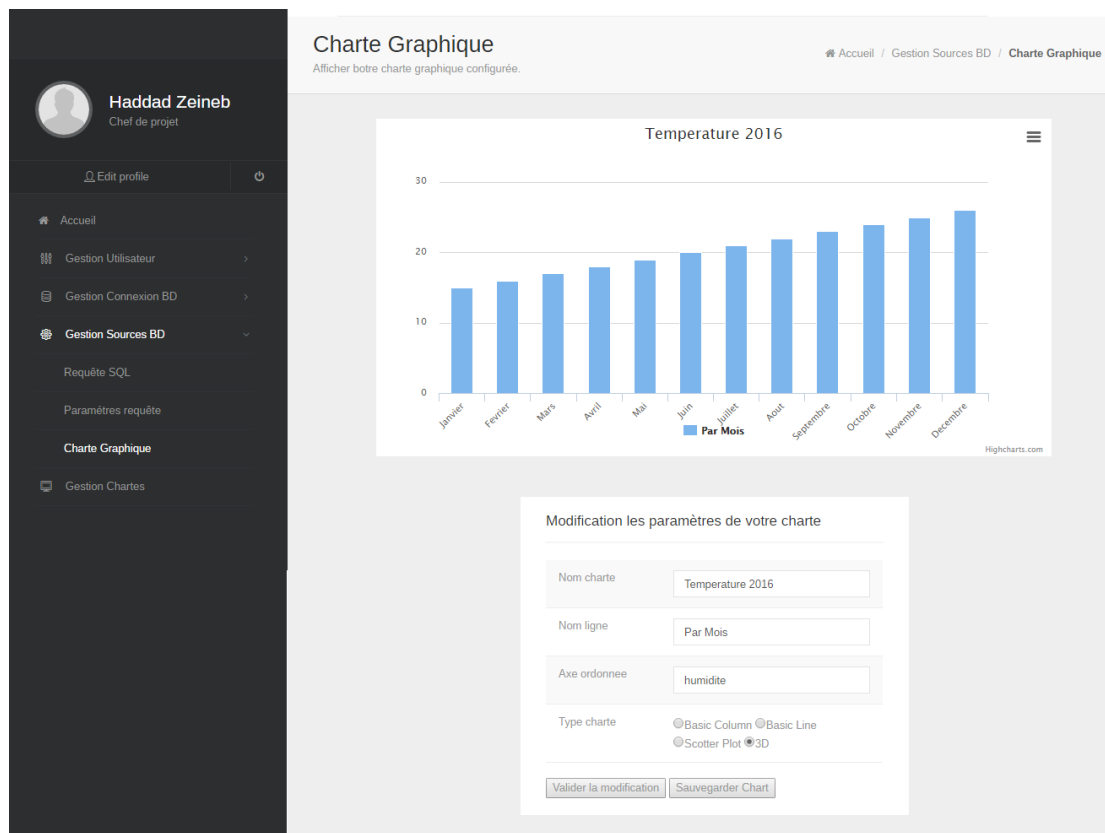 Haddad Zeineb
Chef de projet
Edit profile
Accueil
Gestion Utilisateur
Gestion Connexion BD
Gestion Sources BD
Requête SQL
Paramétres requête
Charte Graphique
Gestion Chartes
Charte Graphique
Afficher botre charte graphique configurée.
Accueil / Gestion Sources BD / Charte Graphique
Temperature 2016
30
20
10
0
Janvier Fevrier Mars Avril Mai Juin Juillet Aout Septembre Octobre Novembre Decembre
Par Mois
Highcharts.com
Modification les paramètres de votre charte
Nom charte Temperature 2016
Nom ligne Par Mois
Axe ordonnee humidite
Type charte Basic Column Basic Line
Scotter Plot 3D
Valider la modification Sauvegarder Chart